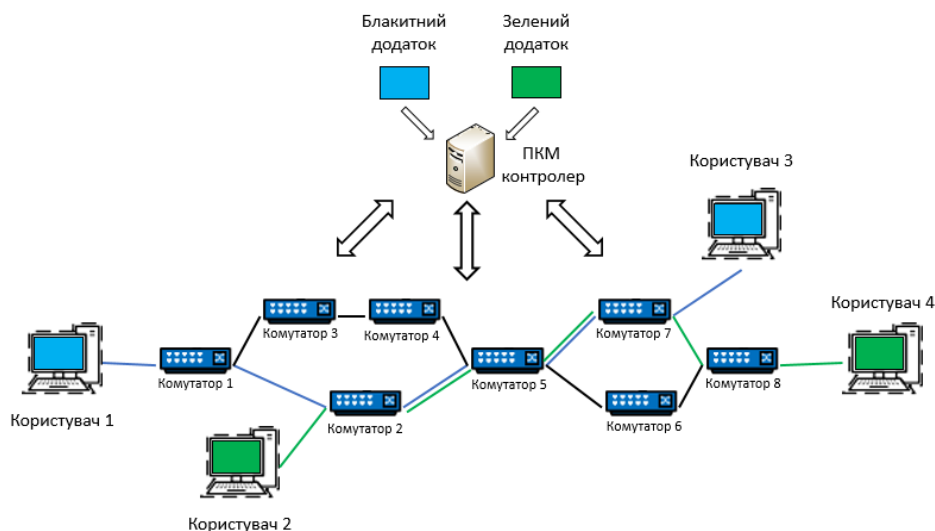 Блакитний
додаток
Зелений
додаток
ПКМ
контролер
Користувач 3
Користувач 4
Комутатор 3
Комутатор 4
Комутатор 7
Комутатор 1
Комутатор 5
Комутатор 8
Користувач 1
Комутатор 2
Комутатор 6
Користувач 2